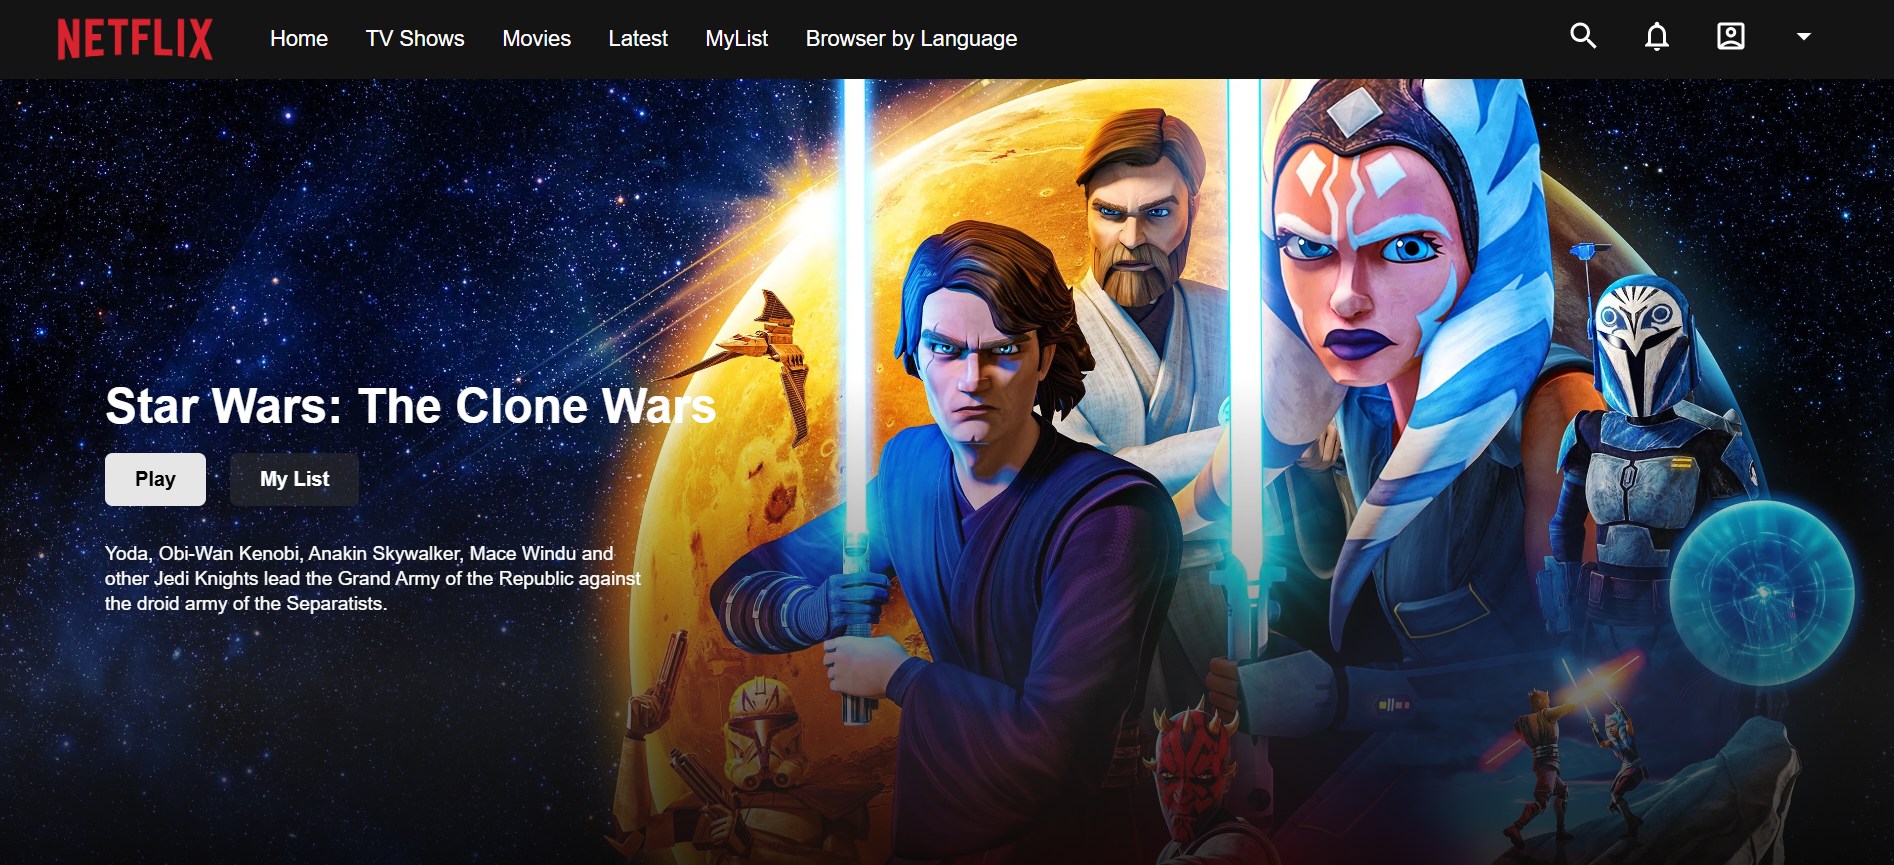 NETFLIX Home TV Shows Movies Latest MyList Browser by Language
Star Wars: The Clone Wars
Play My List
Yoda, Obi-Wan Kenobi, Anakin Skywalker, Mace Windu and
other Jedi Knights lead the Grand Army of the Republic against
the droid army of the Separatists.